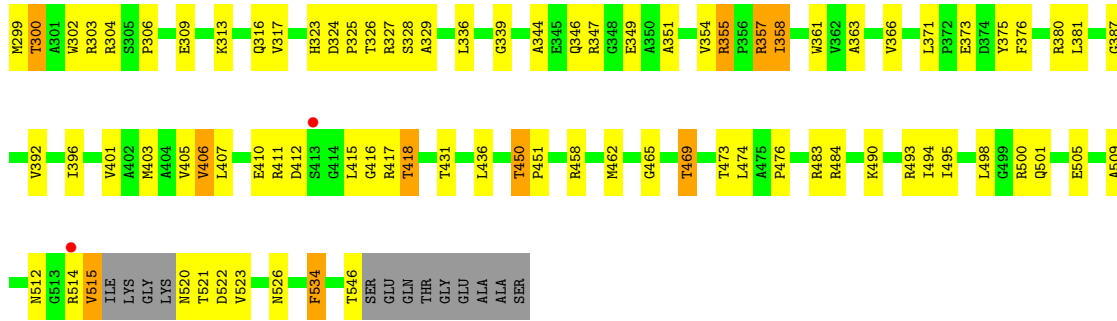 M299 T300 A301 W302 R303 R304 S305 P306 E309 K313 Q316 V317 H323 D324 P325 T326 R327 S328 A329 L336 G339 A344 E345 Q346 R347 G348 E349 A350 A351 V354 R355 P356 R357 I358 W361 V362 A363 V366 L371 P372 E373 D374 Y375 F376 R380 L381 G387
V392 I396 V401 A402 M403 A404 V405 V406 L407 E410 R411 D412 S413 G414 L415 G416 R417 T418 T431 L436 T450 P451 R458 M462 G465 T469 T473 L474 A475 P476 R483 R484 K490 R493 I494 I495 L498 G499 R500 Q501 E505 A509
N512 G513 R514 V515 ILE LYS GLY LYS N520 T521 D522 V523 N526 F534 T546 SER GLU GLN THR GLY GLU ALA ALA SER